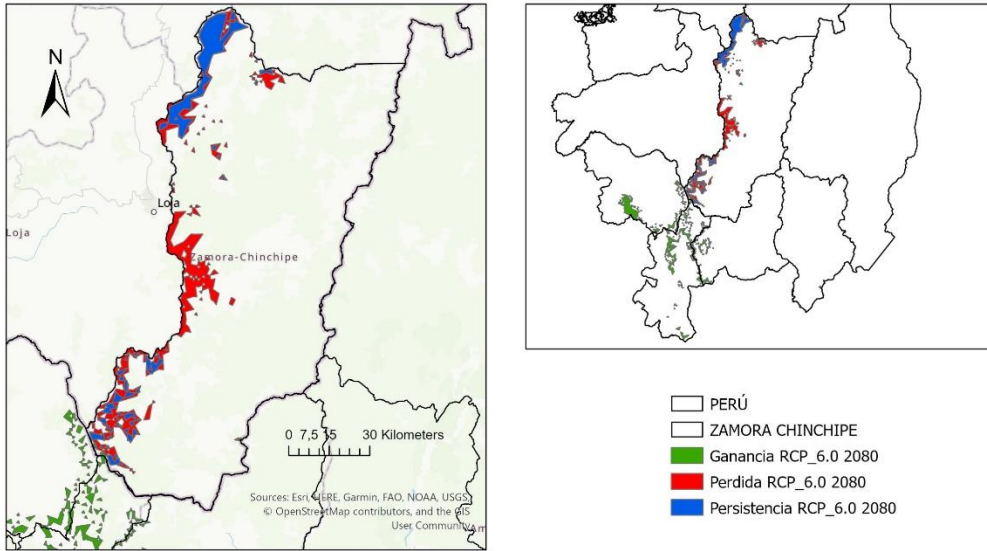 N
Loja
Loja
Zamora-Chinchipe
0 7,5 15 30 Kilometers
Sources: Esri, HERE, Garmin, FAO, NOAA, USGS,
© OpenStreetMap contributors, and the GIS
User Community
PERÚ
ZAMORA CHINCHIPE
Ganancia RCP_6.0 2080
Perdida RCP_6.0 2080
Persistencia RCP_6.0 2080